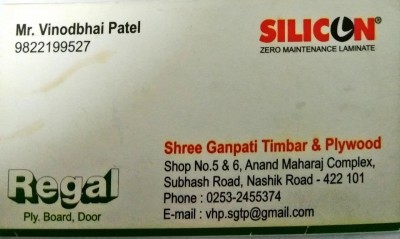 Mr. Vinodbhai Patel
9822199527
SILICON®
ZERO MAINTENANCE LAMINATE
Shree Ganpati Timbar & Plywood
Shop No.5 & 6, Anand Maharaj Complex,
Subhash Road, Nashik Road - 422 101
Phone : 0253-2455374
E-mail : vhp.sgtp@gmail.com
Regal
Ply. Board, Door